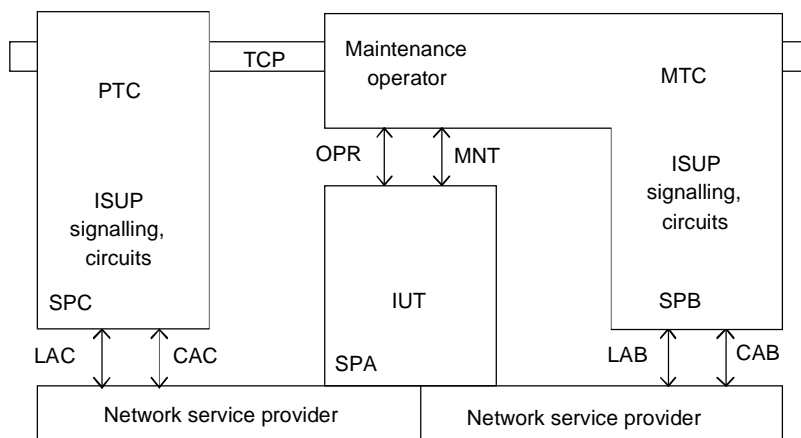 TCP
Maintenance
operator
PTC
MTC
OPR
MNT
ISUP
signalling,
circuits
ISUP
signalling,
circuits
SPC
IUT
SPB
LAC
CAC
SPA
LAB
CAB
Network service provider
Network service provider